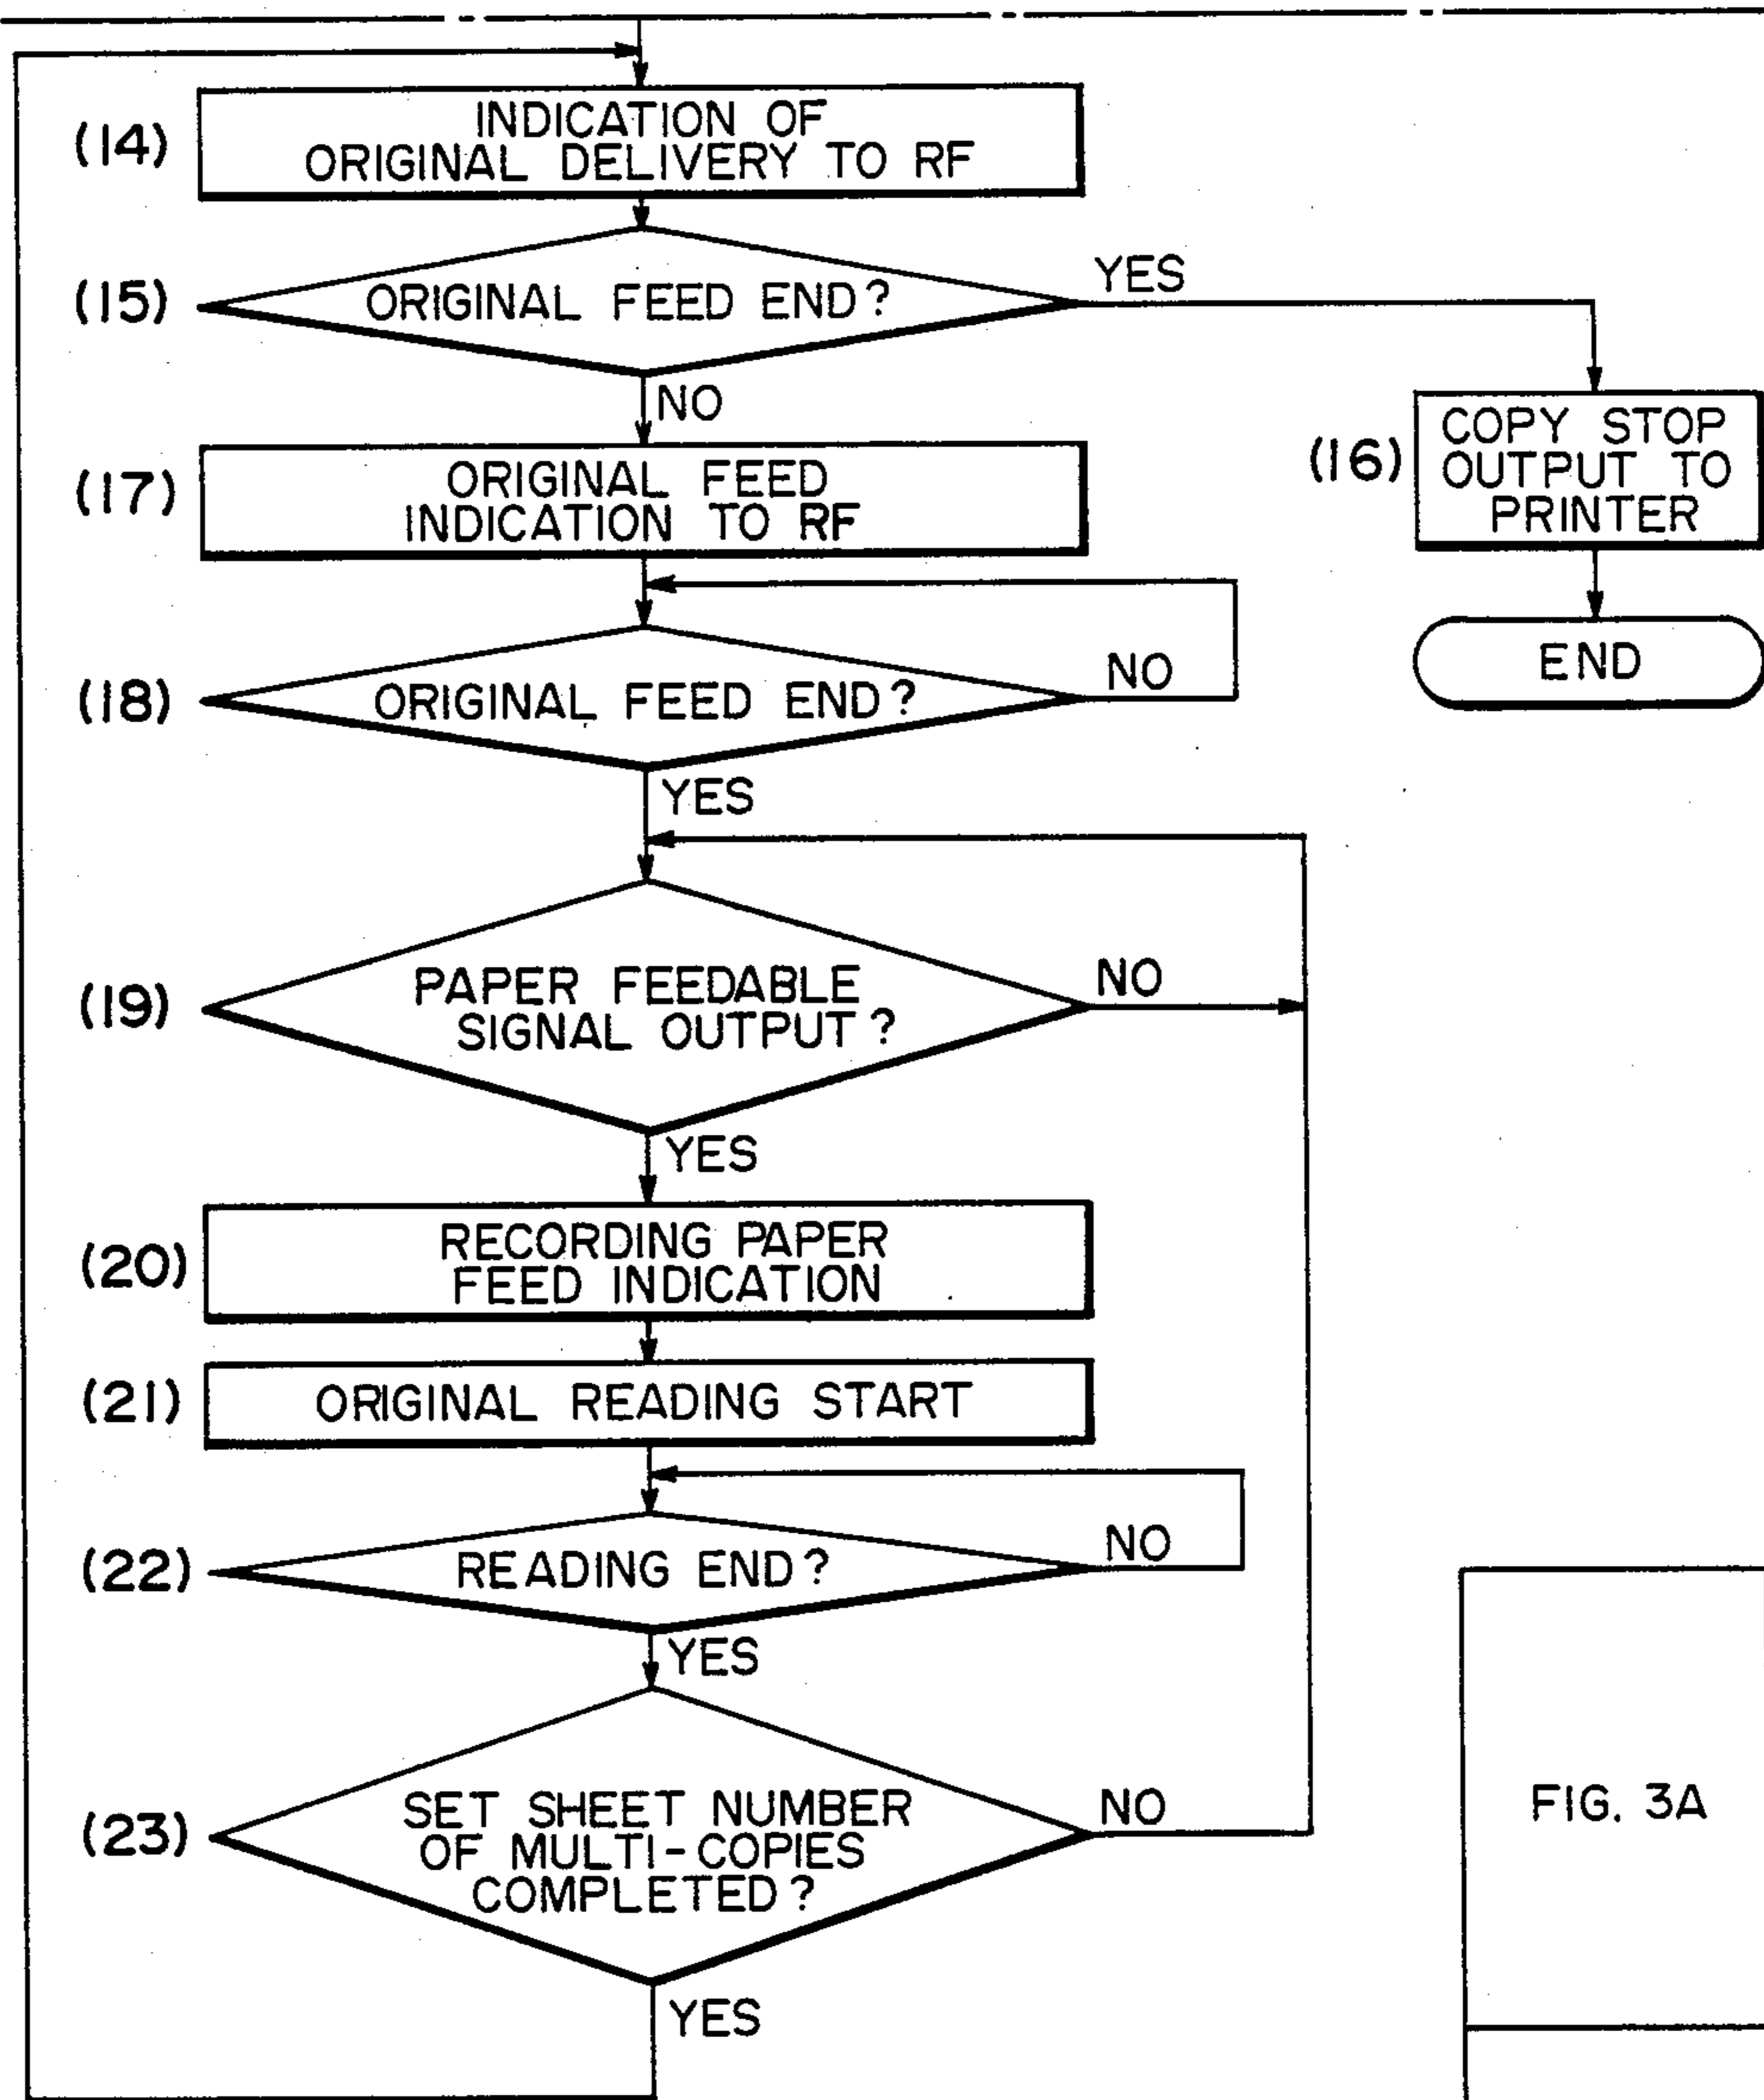 (14)
INDICATION OF
ORIGINAL DELIVERY TO RF
(15)
ORIGINAL FEED END?
YES
NO
(16)
COPY STOP
OUTPUT TO
PRINTER
END
(17)
ORIGINAL FEED
INDICATION TO RF
(18)
ORIGINAL FEED END?
NO
YES
(19)
PAPER FEEDABLE
SIGNAL OUTPUT?
NO
YES
(20)
RECORDING PAPER
FEED INDICATION
(21)
ORIGINAL READING START
(22)
READING END?
NO
YES
(23)
SET SHEET NUMBER
OF MULTI-COPIES
COMPLETED?
NO
YES
FIG. 3A